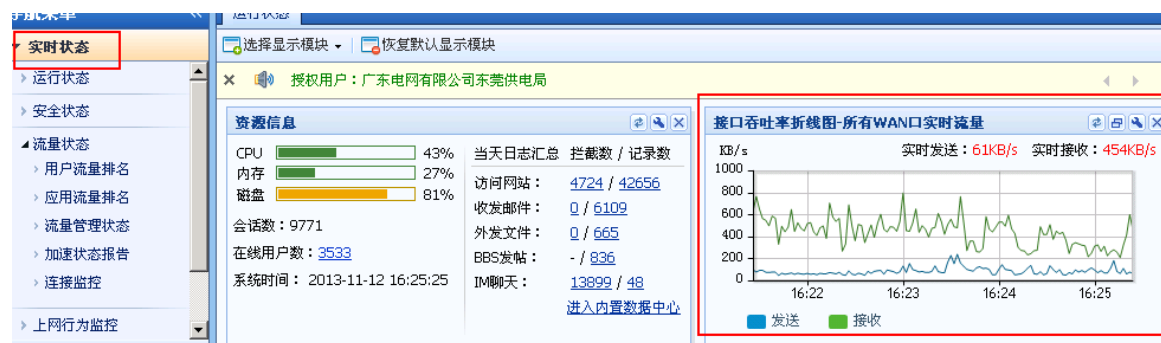 导航菜单
运行状态
实时状态
选择显示模块
恢复默认显示模块
运行状态
授权用户：广东电网有限公司东莞供电局
安全状态
流量状态
用户流量排名
应用流量排名
流量管理状态
加速状态报告
连接监控
上网行为监控
资源信息
CPU 43%
内存 27%
磁盘 81%
会话数：9771
在线用户数：3533
系统时间： 2013-11-12 16:25:25
当天日志汇总 拦截数 / 记录数
访问网站： 4724 / 42656
收发邮件： 0 / 6109
外发文件： 0 / 665
BBS发帖： - / 836
IM聊天： 13899 / 48
进入内置数据中心
接口吞吐率折线图-所有WAN口实时流量
KB/s 实时发送：61KB/s 实时接收：454KB/s
1000
800
600
400
200
0
16:22 16:23 16:24 16:25
发送 接收